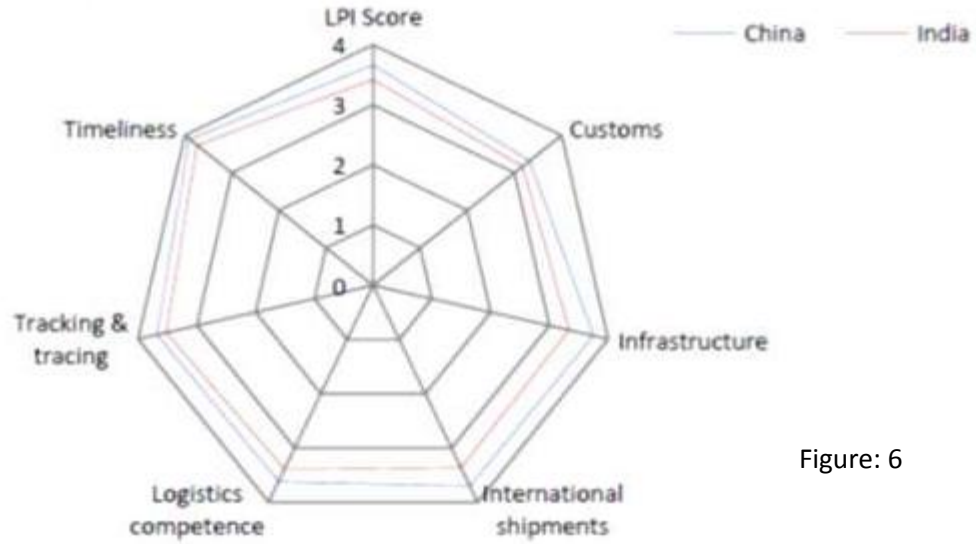 LPI Score
China
India
4
3
2
1
0
Timeliness
Customs
Tracking &
tracing
Infrastructure
Logistics
competence
International
shipments
Figure: 6